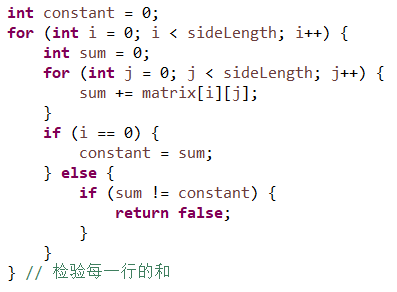 int constant = 0;
for (int i = 0; i < sideLength; i++) {
    int sum = 0;
    for (int j = 0; j < sideLength; j++) {
        sum += matrix[i][j];
    }
    if (i == 0) {
        constant = sum;
    } else {
        if (sum != constant) {
            return false;
        }
    }
} // 检验每一行的和